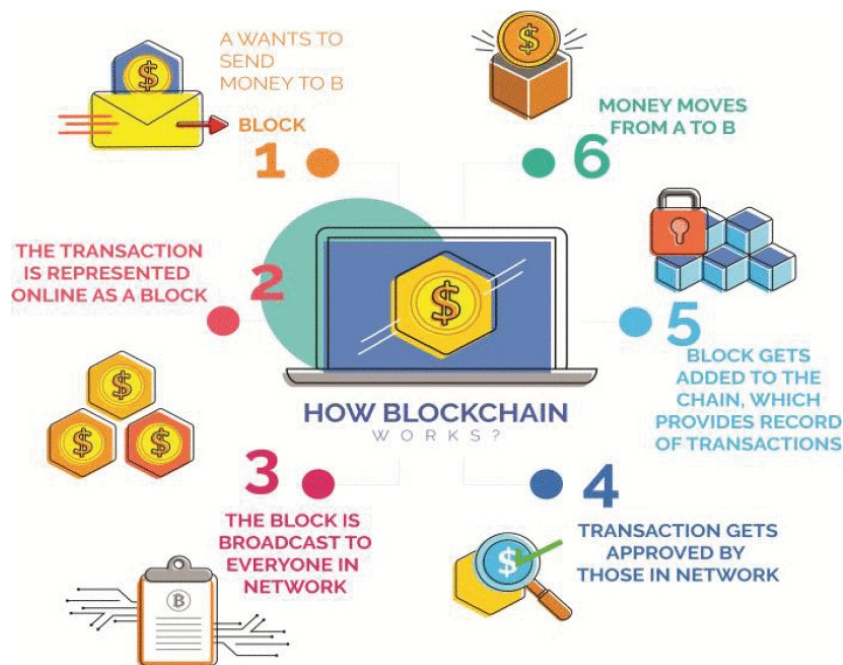 A WANTS TO
SEND
MONEY TO B
BLOCK
1
2
THE TRANSACTION
IS REPRESENTED
ONLINE AS A BLOCK
3
THE BLOCK IS
BROADCAST TO
EVERYONE IN
NETWORK
4
TRANSACTION GETS
APPROVED BY
THOSE IN NETWORK
5
BLOCK GETS
ADDED TO THE
CHAIN, WHICH
PROVIDES RECORD
OF TRANSACTIONS
6
MONEY MOVES
FROM A TO B
HOW BLOCKCHAIN
WORKS?
$
$
$
$
$
$
$
B